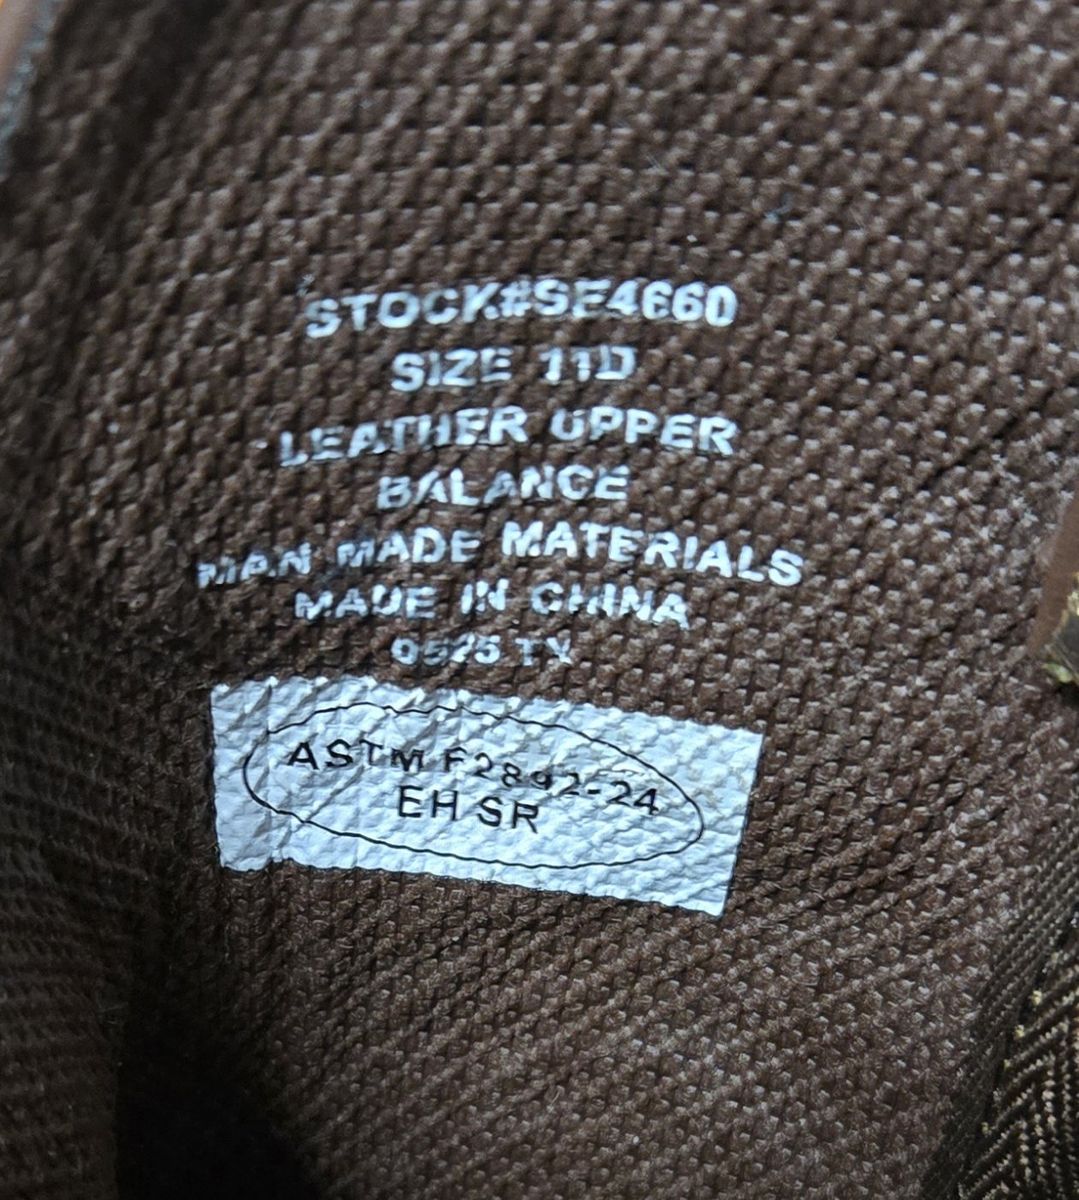 STOCK#SE4660
SIZE 11D
LEATHER UPPER
BALANCE
MAN MADE MATERIALS
MADE IN CHINA
0525 TX
ASTM F2892-24
EH SR